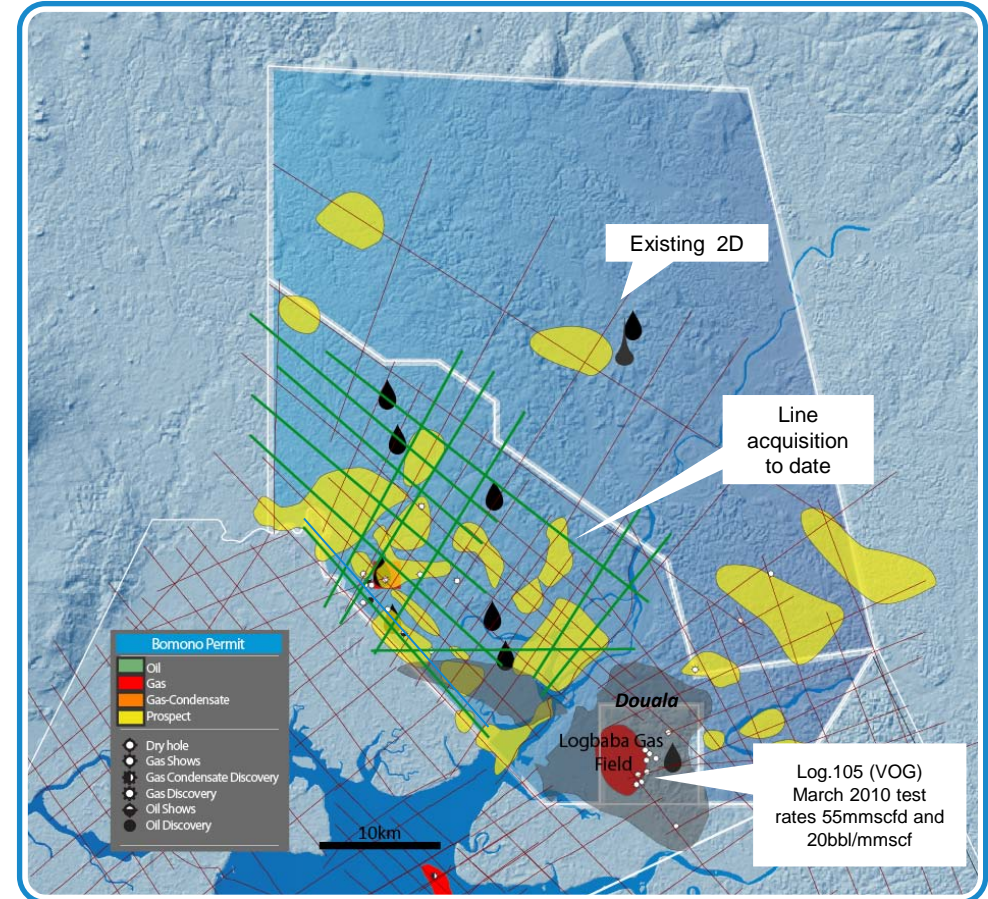 Existing 2D
Line
acquisition
to date
Bomono Permit
Oil
Gas
Gas-Condensate
Prospect
Dry hole
Gas Shows
Gas Condensate Discovery
Gas Discovery
Oil Shows
Oil Discovery
10km
Douala
Logbaba Gas
Field
Log.105 (VOG)
March 2010 test
rates 55mmscfd and
20bbl/mmscf